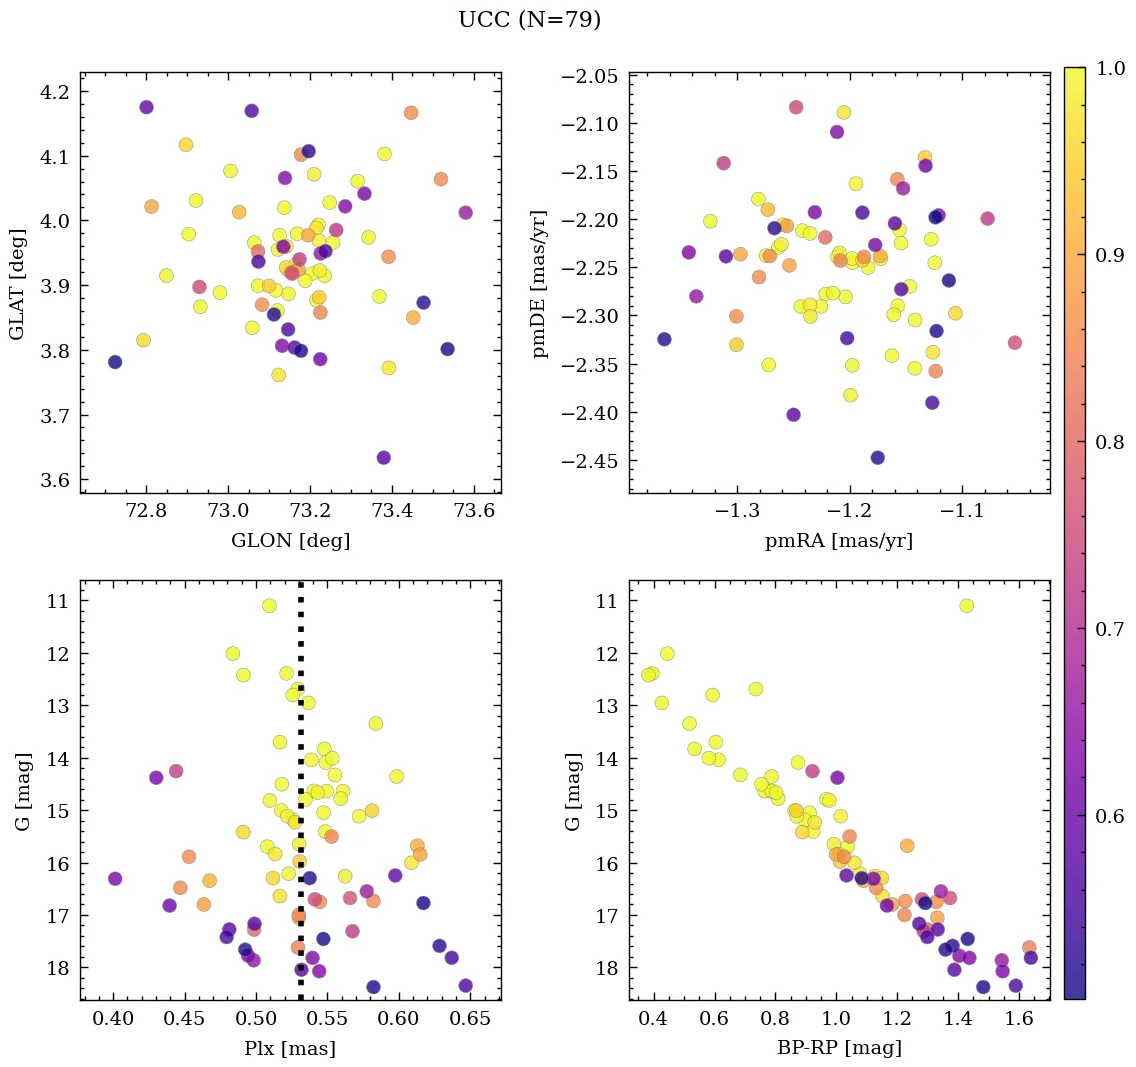 UCC (N=79)
4.2
4.1
4.0
3.9
3.8
3.7
3.6
GLAT [deg]
72.8 73.0 73.2 73.4 73.6
GLON [deg]
−2.05
−2.10
−2.15
−2.20
−2.25
−2.30
−2.35
−2.40
−2.45
pmDE [mas/yr]
−1.3 −1.2 −1.1
pmRA [mas/yr]
1.0
0.9
0.8
0.7
0.6
11
12
13
14
15
16
17
18
G [mag]
0.40 0.45 0.50 0.55 0.60 0.65
Plx [mas]
11
12
13
14
15
16
17
18
G [mag]
0.4 0.6 0.8 1.0 1.2 1.4 1.6
BP-RP [mag]